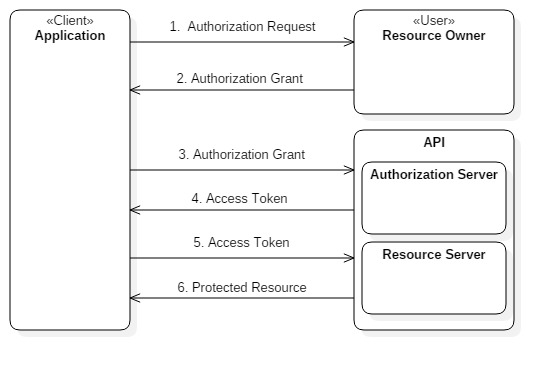 «Client»
Application
1. Authorization Request
«User»
Resource Owner
2. Authorization Grant
API
3. Authorization Grant
Authorization Server
4. Access Token
5. Access Token
Resource Server
6. Protected Resource